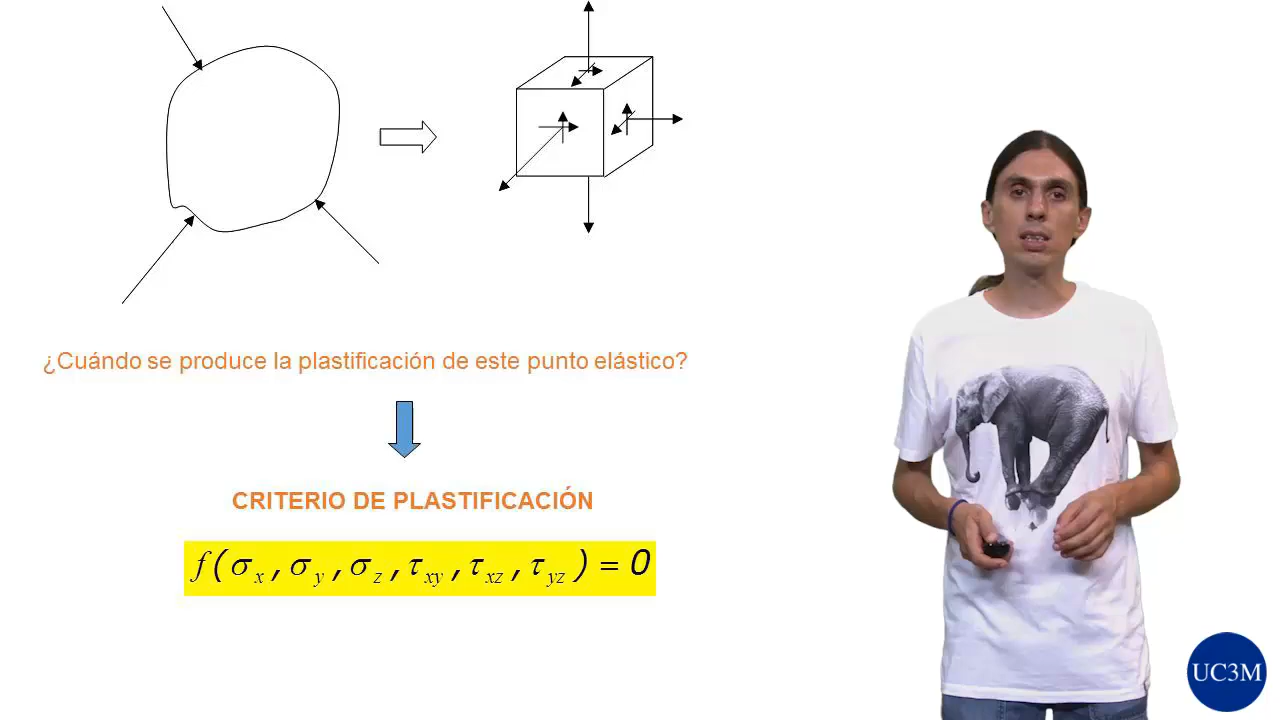 ¿Cuándo se produce la plastificación de este punto elástico?
CRITERIO DE PLASTIFICACIÓN
f(σx, σy, σz, τxy, τxz, τyz) = 0
UC3M